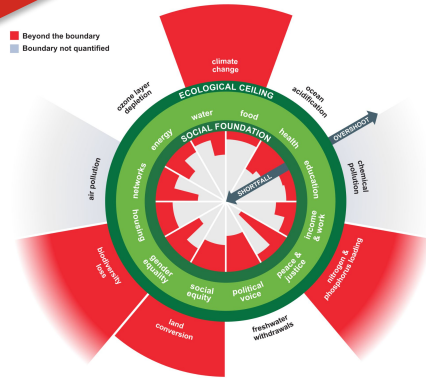 Beyond the boundary
Boundary not quantified
climate
change
ozone layer
depletion
ocean
acidification
ECOLOGICAL CEILING
OVERSHOOT
water
food
energy
health
SOCIAL FOUNDATION
SHORTFALL
air pollution
networks
education
chemical
pollution
housing
income
& work
gender
equality
peace &
justice
social
equity
political
voice
biodiversity
loss
nitrogen &
phosphorus loading
land
conversion
freshwater
withdrawals